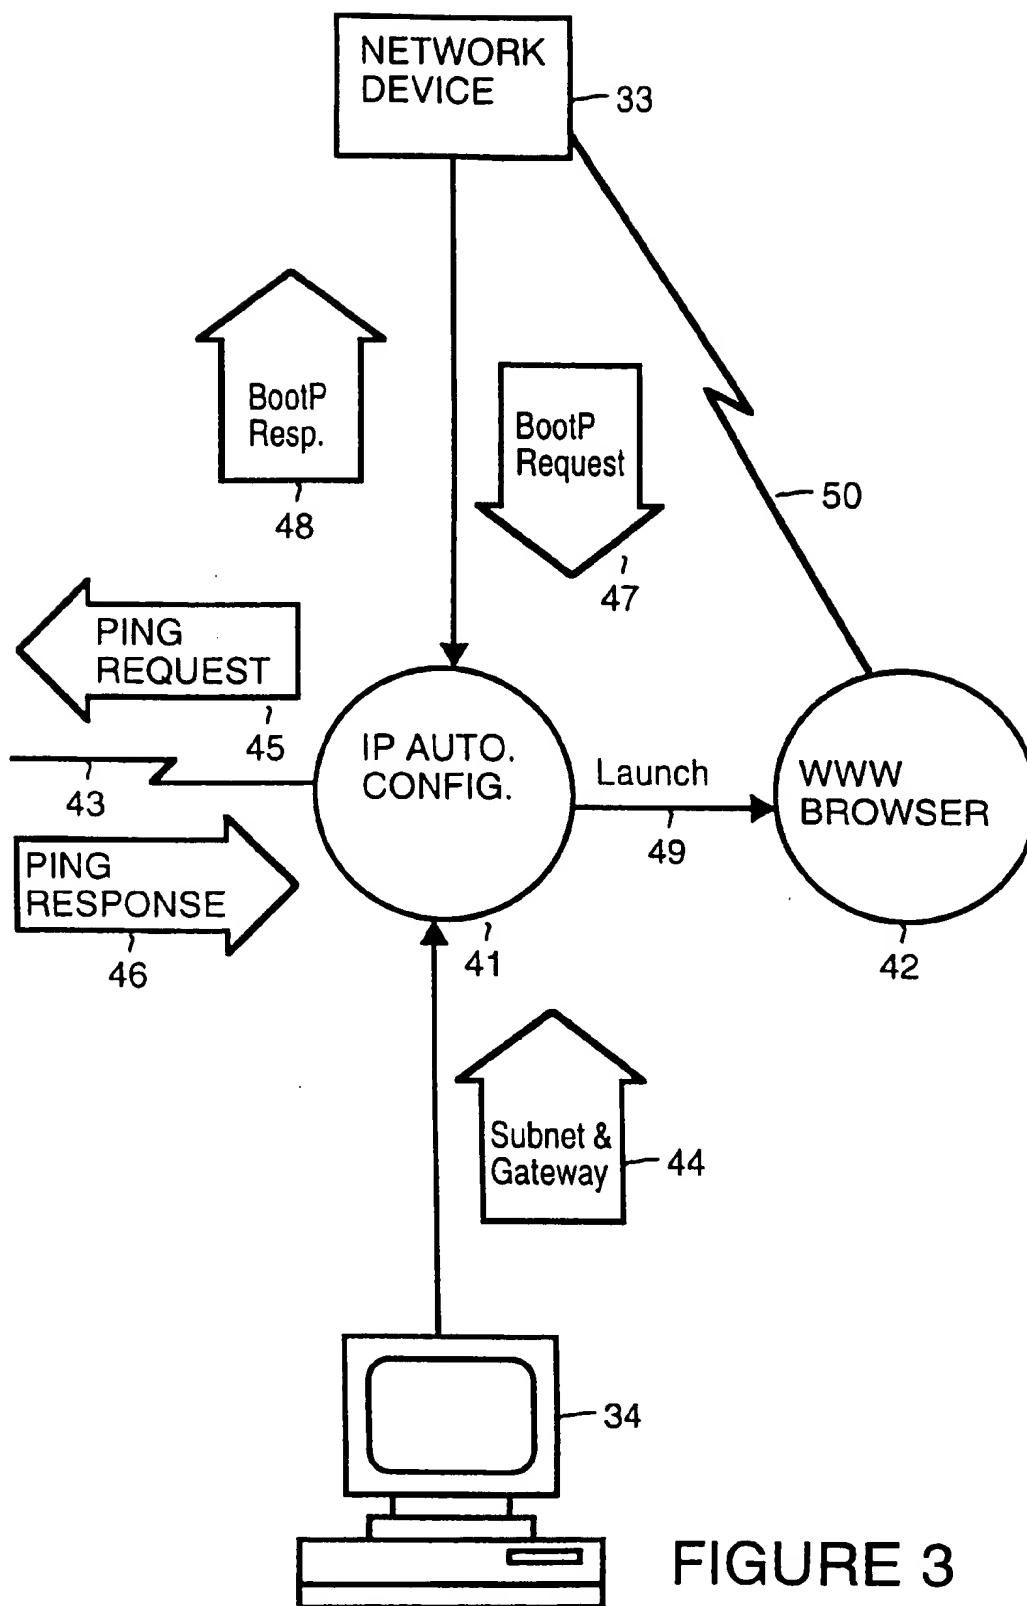 NETWORK
DEVICE
33
BootP
Resp.
48
BootP
Request
47
50
PING
REQUEST
45
43
IP AUTO.
CONFIG.
41
Launch
49
WWW
BROWSER
42
PING
RESPONSE
46
Subnet &
Gateway
44
34
FIGURE 3